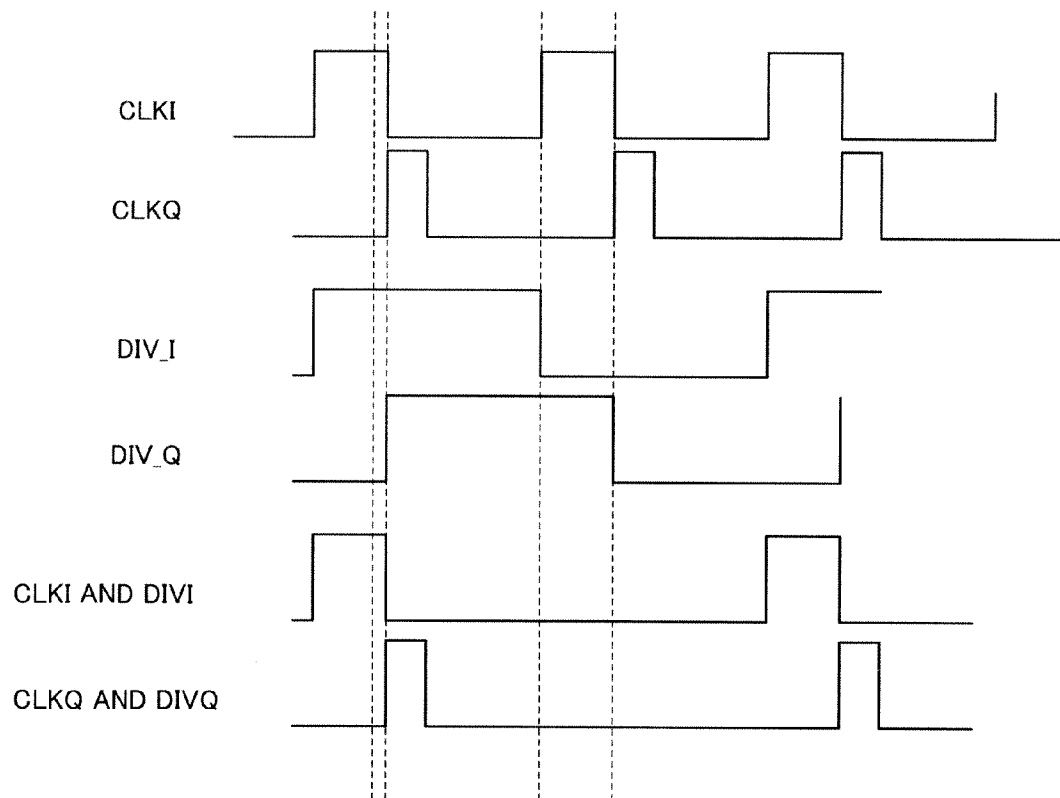 CLKI
CLKQ
DIV_I
DIV_Q
CLKI AND DIVI
CLKQ AND DIVQ